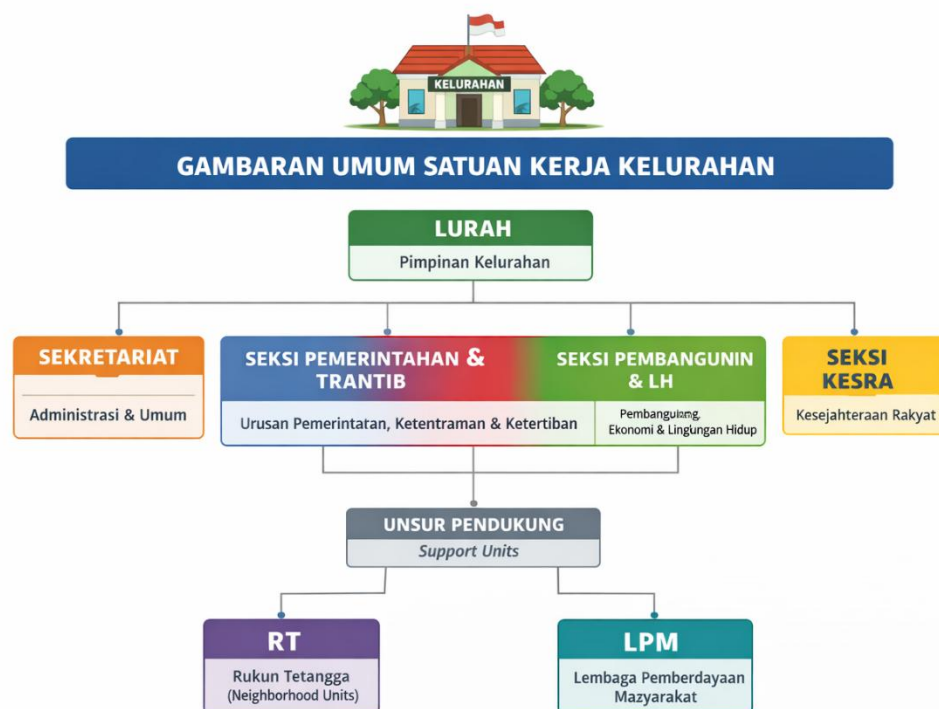 KELURAHAN
GAMBARAN UMUM SATUAN KERJA KELURAHAN
LURAH
Pimpinan Kelurahan
SEKRETARIAT
Administrasi & Umum
SEKSI PEMERINTAHAN &
TRANTIB
Urusan Pemerintatan, Ketentraman & Ketertiban
SEKSI PEMBANGUNIN
& LH
Ekonomi & Lingungan Hidup
SEKSI
KESRA
Kesejahteraan Rakyat
UNSUR PENDUKUNG
Support Units
RT
Rukun Tetangga
(Neighborhood Units)
LPM
Lembaga Pemberdayaan
Mazyarakat